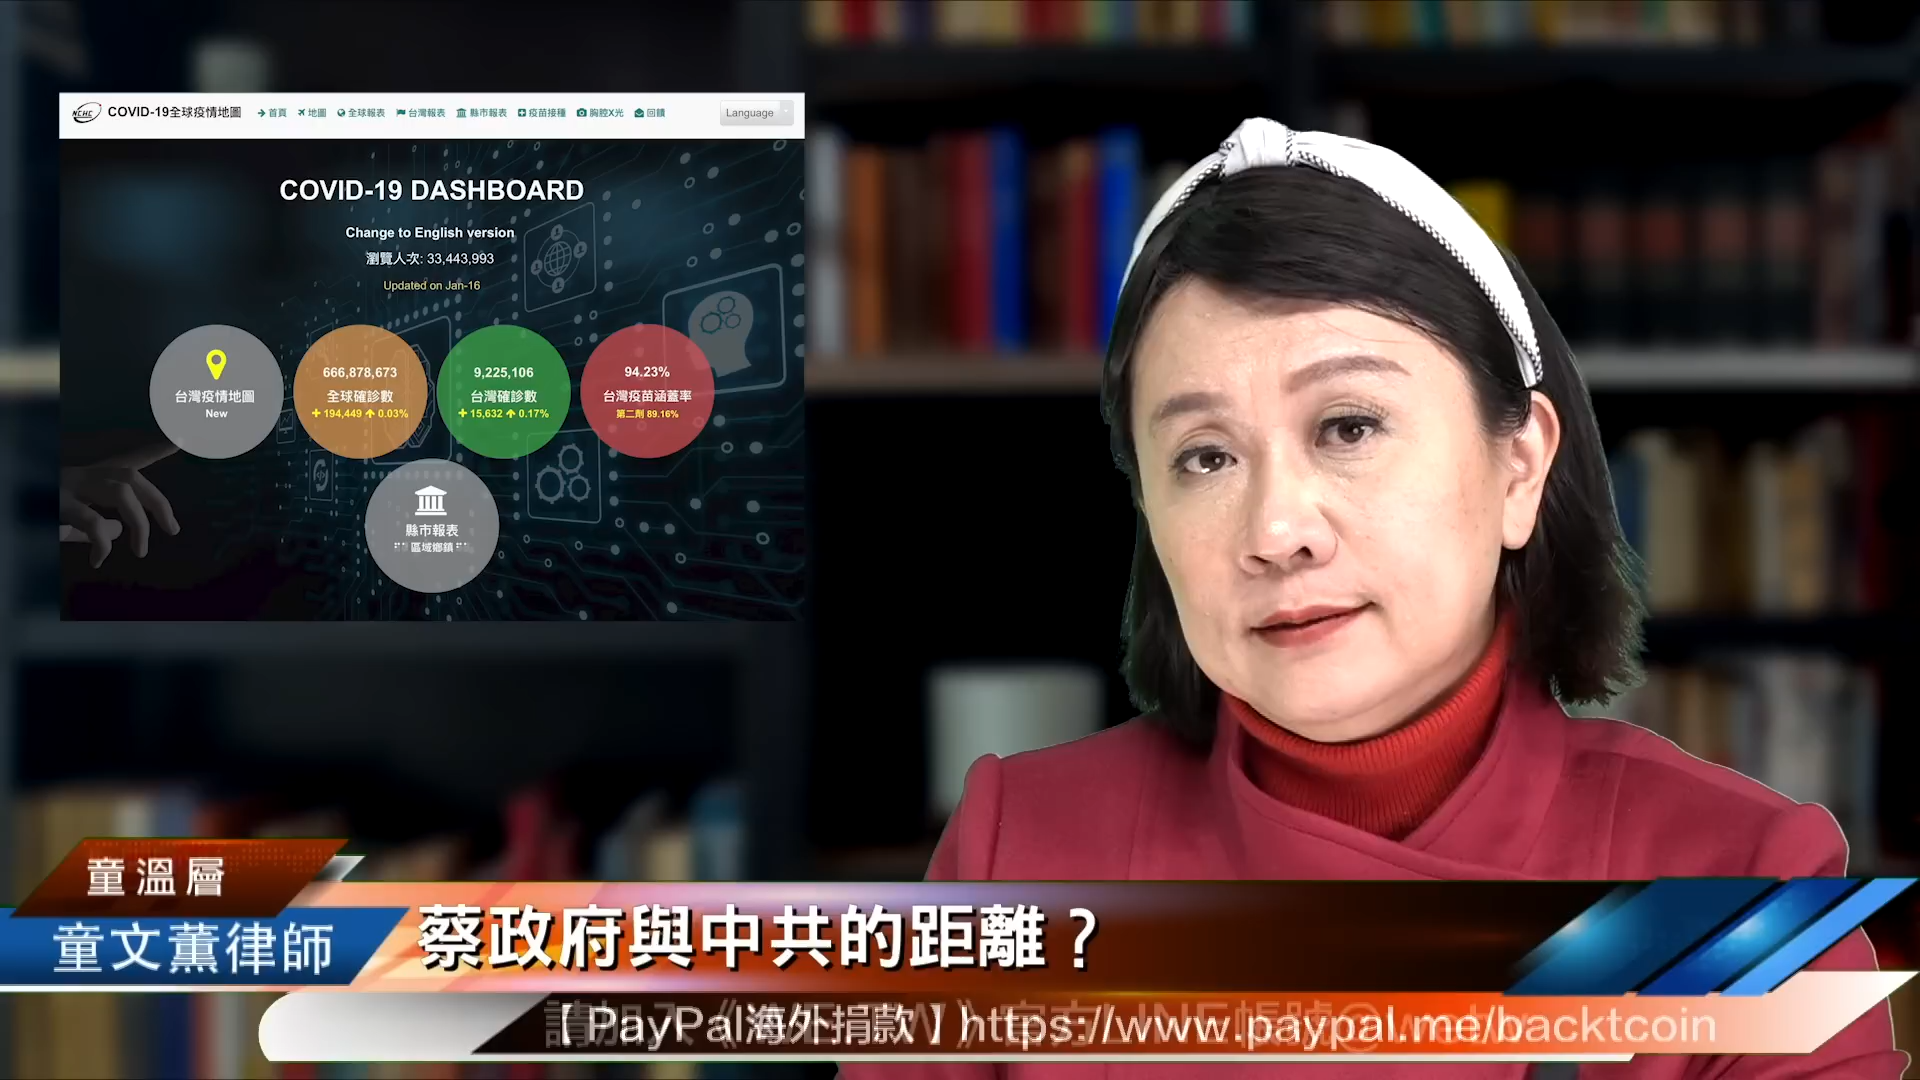 NCHC COVID-19全球疫情地圖 首頁 地圖 全球報表 台灣報表 縣市報表 疫苗接種 胸腔X光 回饋 Language
COVID-19 DASHBOARD
Change to English version
瀏覽人次: 33,443,993
Updated on Jan-16
台灣疫情地圖
New
666,878,673
全球確診數
+ 194,449 ↑ 0.03%
9,225,106
台灣確診數
+ 15,632 ↑ 0.17%
94.23%
台灣疫苗涵蓋率
第二劑 89.16%
縣市報表
區域鄉鎮
童溫層
童文薰律師
蔡政府與中共的距離？
【PayPal海外捐款】https://www.paypal.me/backtcoin